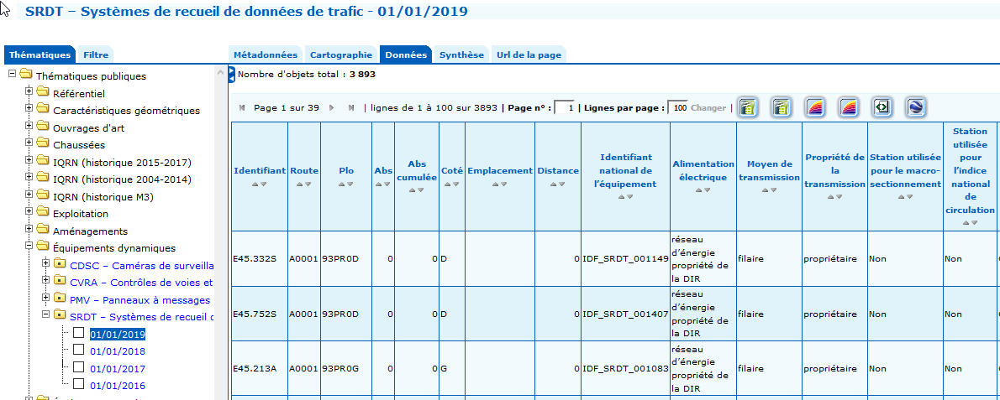 SRDT – Systèmes de recueil de données de trafic - 01/01/2019
Thématiques Filtre
Métadonnées Cartographie Données Synthèse Url de la page
Thématiques publiques
Référentiel
Caractéristiques géométriques
Ouvrages d'art
Chaussées
IQRN (historique 2015-2017)
IQRN (historique 2004-2014)
IQRN (historique M3)
Exploitation
Aménagements
Équipements dynamiques
CDSC – Caméras de surveilla
CVRA – Contrôles de voies et
PMV – Panneaux à messages
SRDT – Systèmes de recueil
01/01/2019
01/01/2018
01/01/2017
01/01/2016
Nombre d'objets total : 3 893
Page 1 sur 39 | lignes de 1 à 100 sur 3893 | Page n° : 1 | Lignes par page : 100 Changer |
Identifiant
Route
Plo
Abs
Abs
cumulée
Coté
Emplacement
Distance
Identifiant
national de
l'équipement
Alimentation
électrique
Moyen de
transmission
Propriété de
la
transmission
Station utilisée
pour le macro-
sectionnement
Station
utilisée
pour
l'indice
national
de
circulation
E45.332S A0001 93PR0D 0 0 D 0 IDF_SRDT_001149
réseau
d'énergie
propriété de
la DIR
filaire propriétaire Non Non
E45.752S A0001 93PR0D 0 0 D 0 IDF_SRDT_001407
réseau
d'énergie
propriété de
la DIR
filaire propriétaire Non Non
E45.213A A0001 93PR0G 0 0 G 0 IDF_SRDT_001083
réseau
d'énergie
propriété de
la DIR
filaire propriétaire Non Non